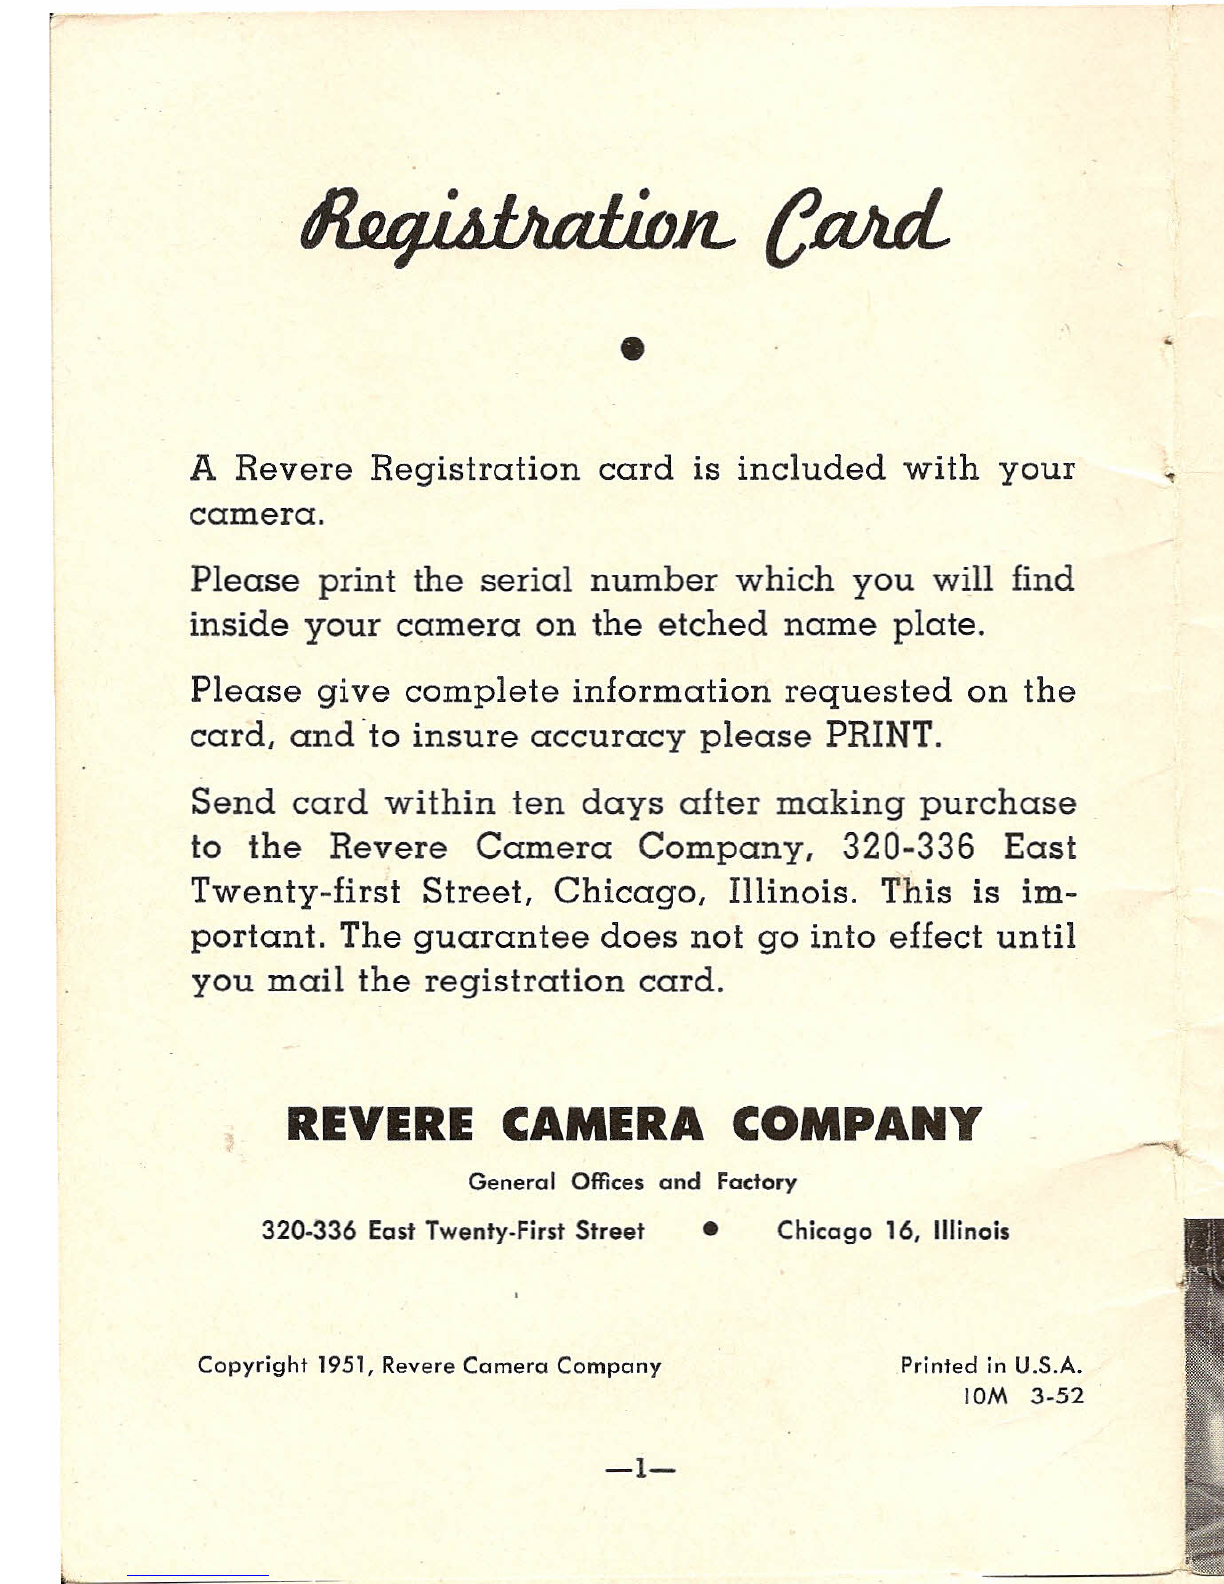 Registration Card
•
A Revere Registration card is included with your
camera.
Please print the serial number which you will find
inside your camera on the etched name plate.
Please give complete information requested on the
card, and to insure accuracy please PRINT.
Send card within ten days after making purchase
to the Revere Camera Company, 320-336 East
Twenty-first Street, Chicago, Illinois. This is im-
portant. The guarantee does not go into effect until
you mail the registration card.
REVERE CAMERA COMPANY
General Offices and Factory
320-336 East Twenty-First Street • Chicago 16, Illinois
Copyright 1951, Revere Camera Company Printed in U.S.A.
10M 3-52
—1—